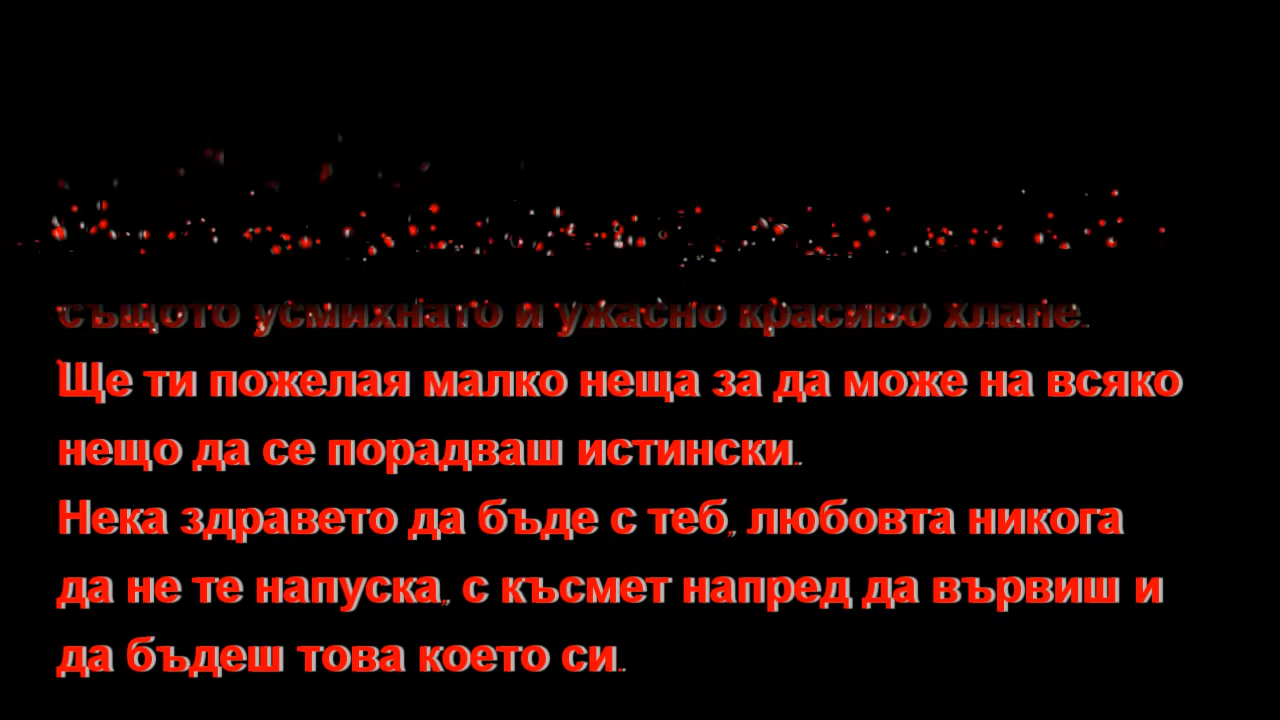 същото усмихнато и ужасно красиво хлапе.
Ще ти пожелая малко неща за да може на всяко
нещо да се порадваш истински.
Нека здравето да бъде с теб, любовта никога
да не те напуска, с късмет напред да вървиш и
да бъдеш това което си.